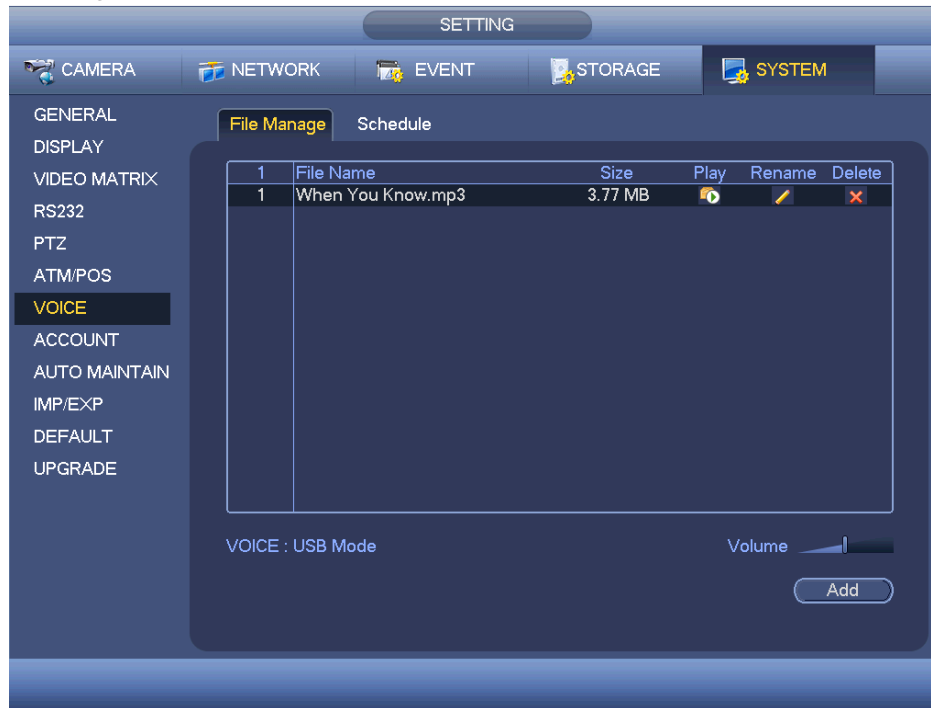 SETTING
CAMERA NETWORK EVENT STORAGE SYSTEM
GENERAL
DISPLAY
VIDEO MATRIX
RS232
PTZ
ATM/POS
VOICE
ACCOUNT
AUTO MAINTAIN
IMP/EXP
DEFAULT
UPGRADE
File Manage Schedule
1 File Name Size Play Rename Delete
1 When You Know.mp3 3.77 MB
VOICE : USB Mode Volume
Add